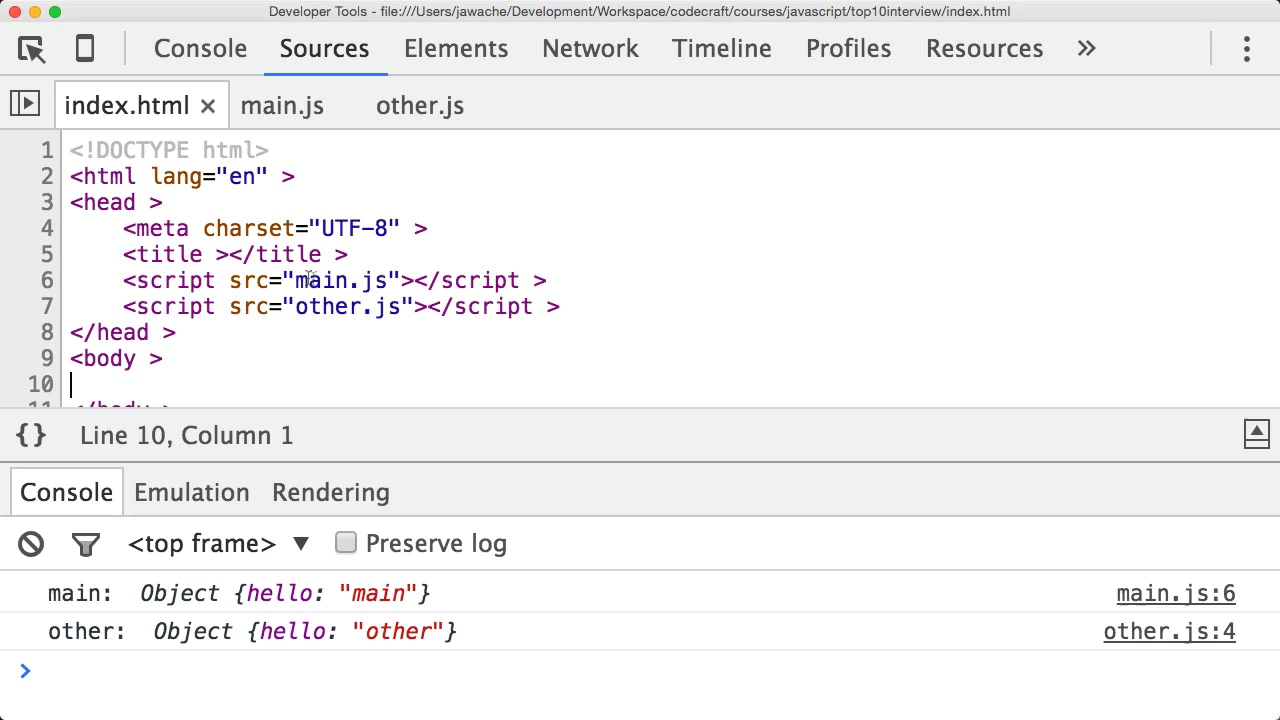 Developer Tools - file:///Users/jawache/Development/Workspace/codecraft/courses/javascript/top10interview/index.html
Console Sources Elements Network Timeline Profiles Resources »
index.html × main.js other.js
1 <!DOCTYPE html>
2 <html lang="en" >
3 <head >
4 <meta charset="UTF-8" >
5 <title ></title >
6 <script src="main.js"></script >
7 <script src="other.js"></script >
8 </head >
9 <body >
10
11 </body >
{} Line 10, Column 1
Console Emulation Rendering
<top frame> ▼ Preserve log
main: Object {hello: "main"} main.js:6
other: Object {hello: "other"} other.js:4
>